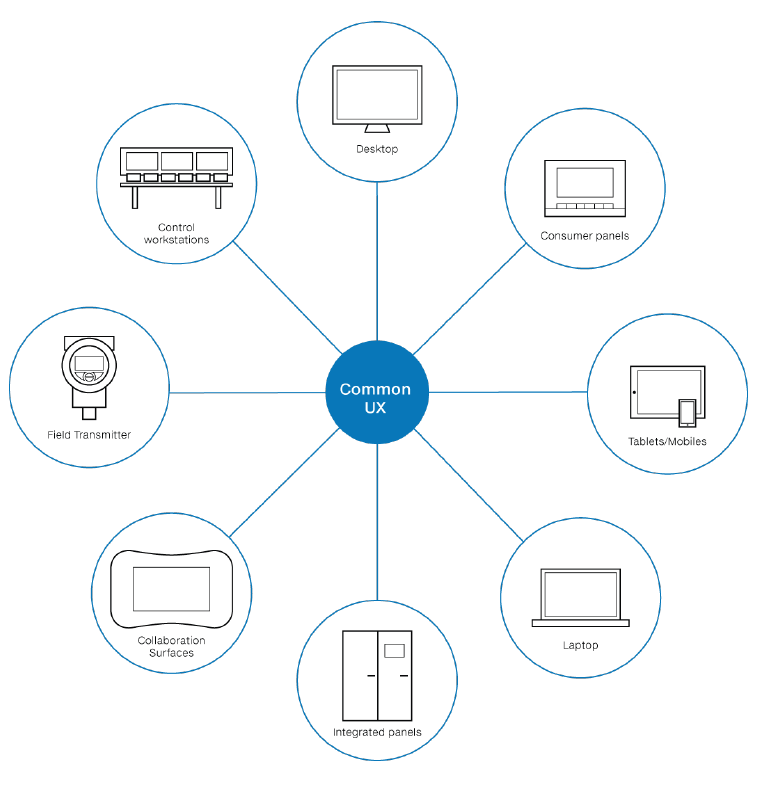 Desktop
Control
workstations
Consumer panels
Common
UX
Field Transmitter
Tablets/Mobiles
Collaboration
Surfaces
Laptop
Integrated panels